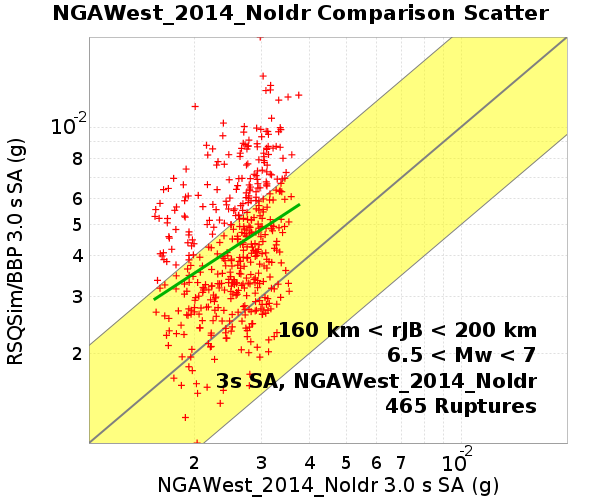 NGAWest_2014_NoIdr Comparison Scatter
RSQSim/BBP 3.0 s SA (g)
10-2
8
6
5
4
3
2
160 km < rJB < 200 km
6.5 < Mw < 7
3s SA, NGAWest_2014_NoIdr
465 Ruptures
2 3 4 5 6 7 10-2
NGAWest_2014_NoIdr 3.0 s SA (g)